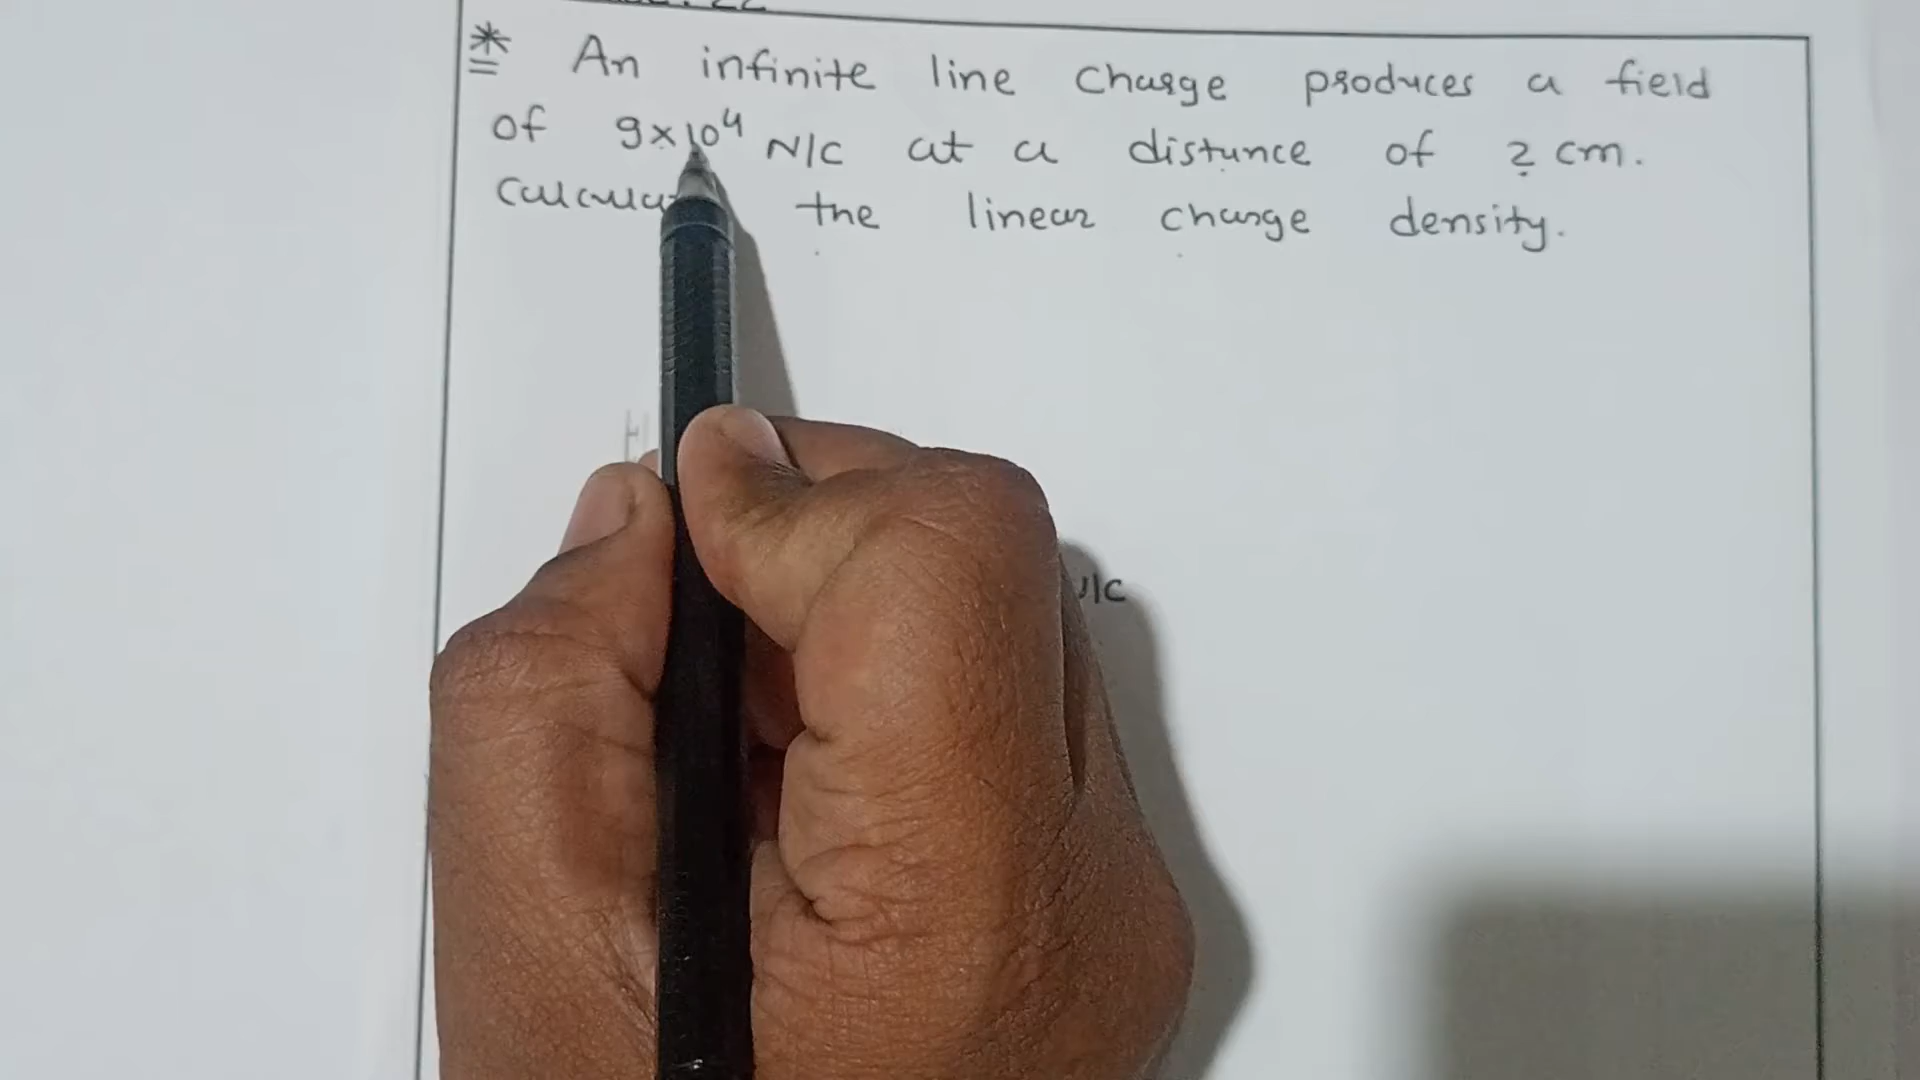 * An infinite line charge produces a field
of 9×10⁴ N/C at a distance of 2 cm.
the linear charge density.